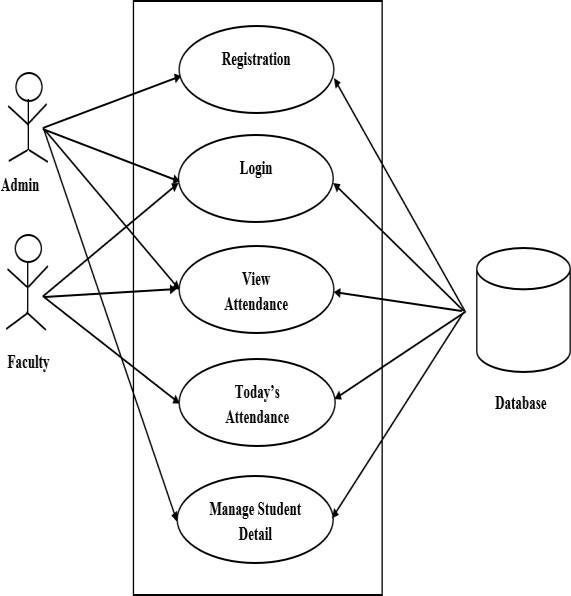 Registration
Admin
Login
Faculty
View
Attendance
Today's
Attendance
Database
Manage Student
Detail